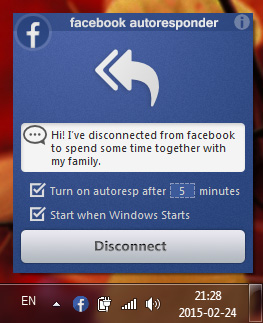 facebook autoresponder
Hi! I've disconnected from facebook
to spend some time together with
my family.
Turn on autoresp after 5 minutes
Start when Windows Starts
Disconnect
EN
21:28
2015-02-24